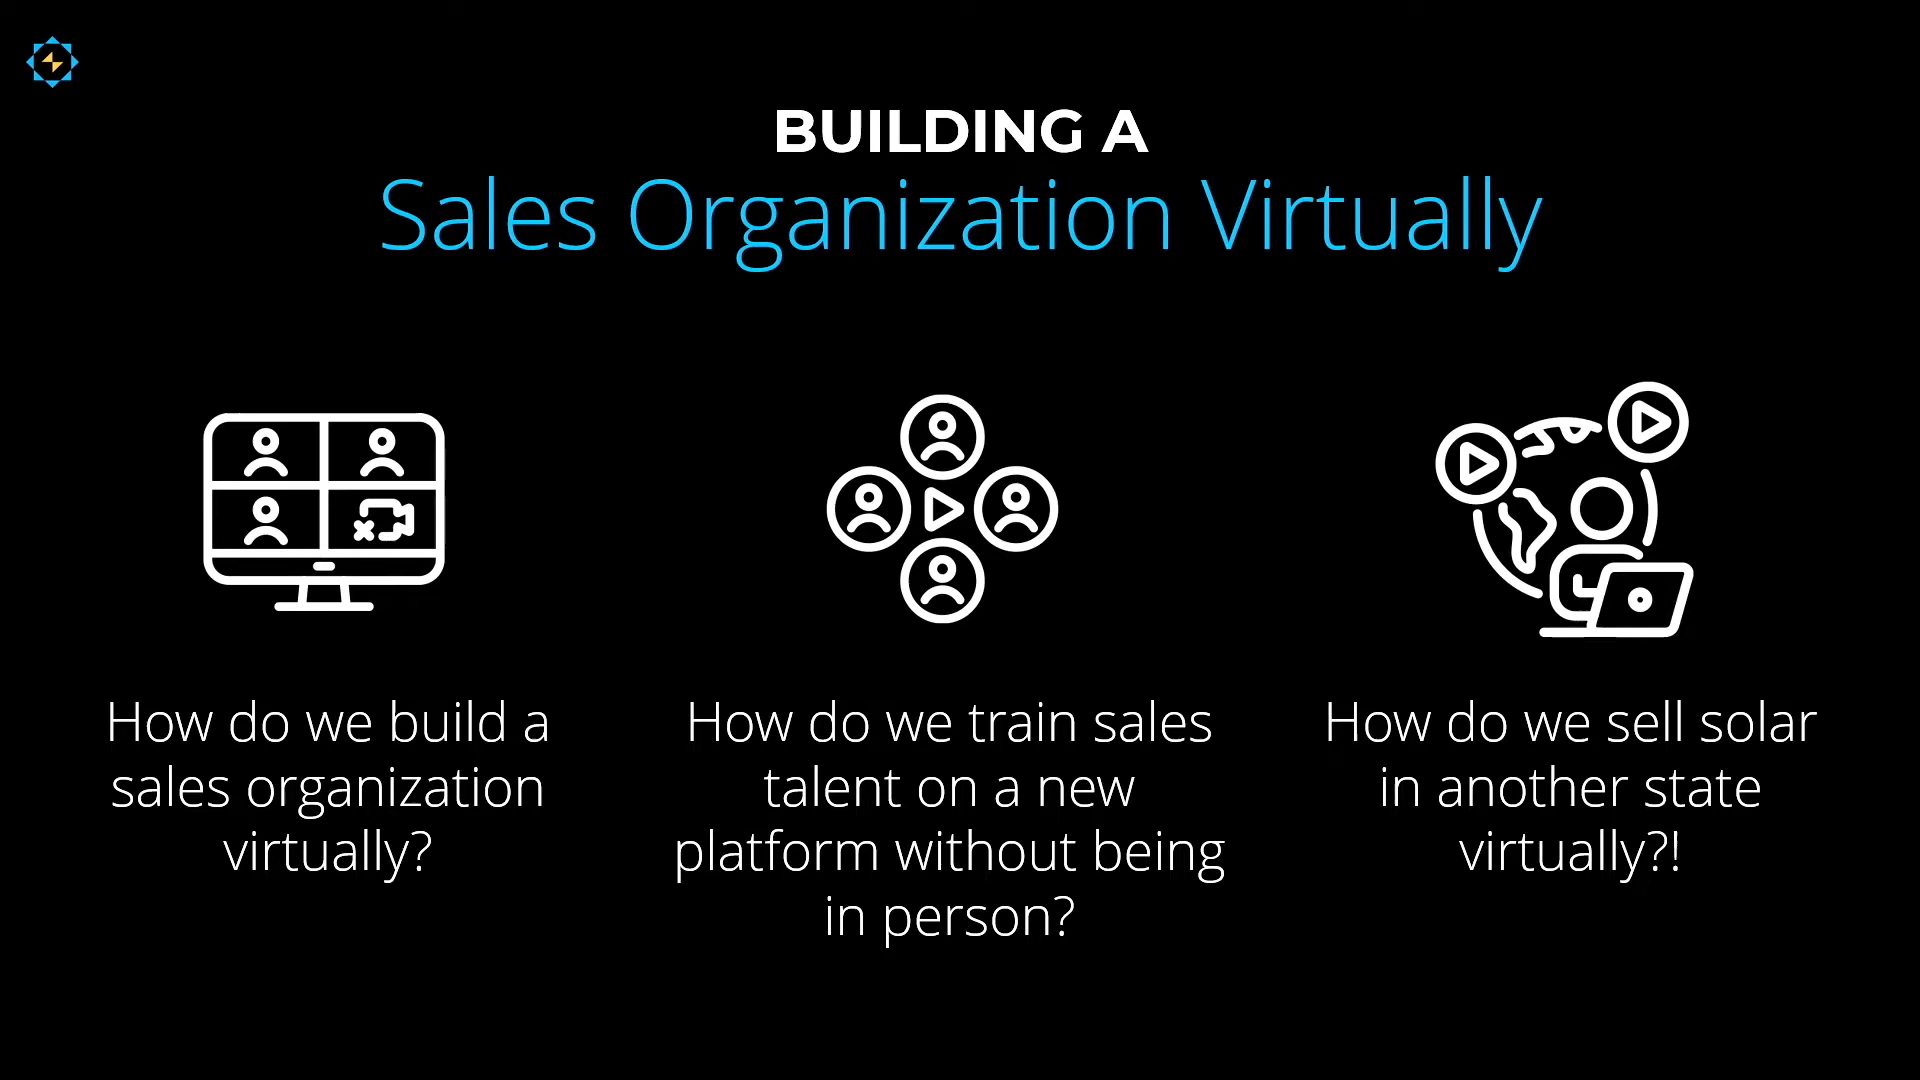 BUILDING A
Sales Organization Virtually
How do we build a
sales organization
virtually?
How do we train sales
talent on a new
platform without being
in person?
How do we sell solar
in another state
virtually?!